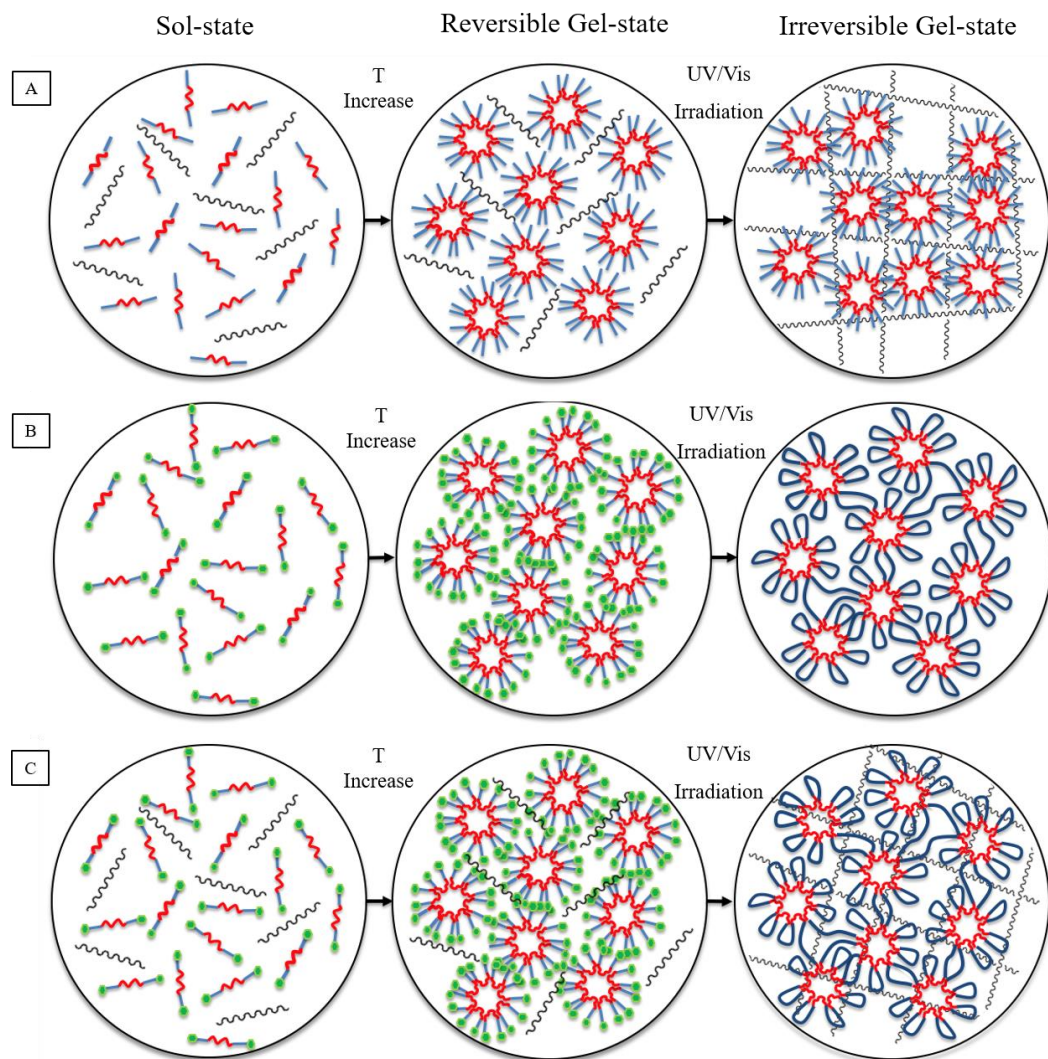 Sol-state
Reversible Gel-state
Irreversible Gel-state
A
T
Increase
UV/Vis
Irradiation
B
T
Increase
UV/Vis
Irradiation
C
T
Increase
UV/Vis
Irradiation